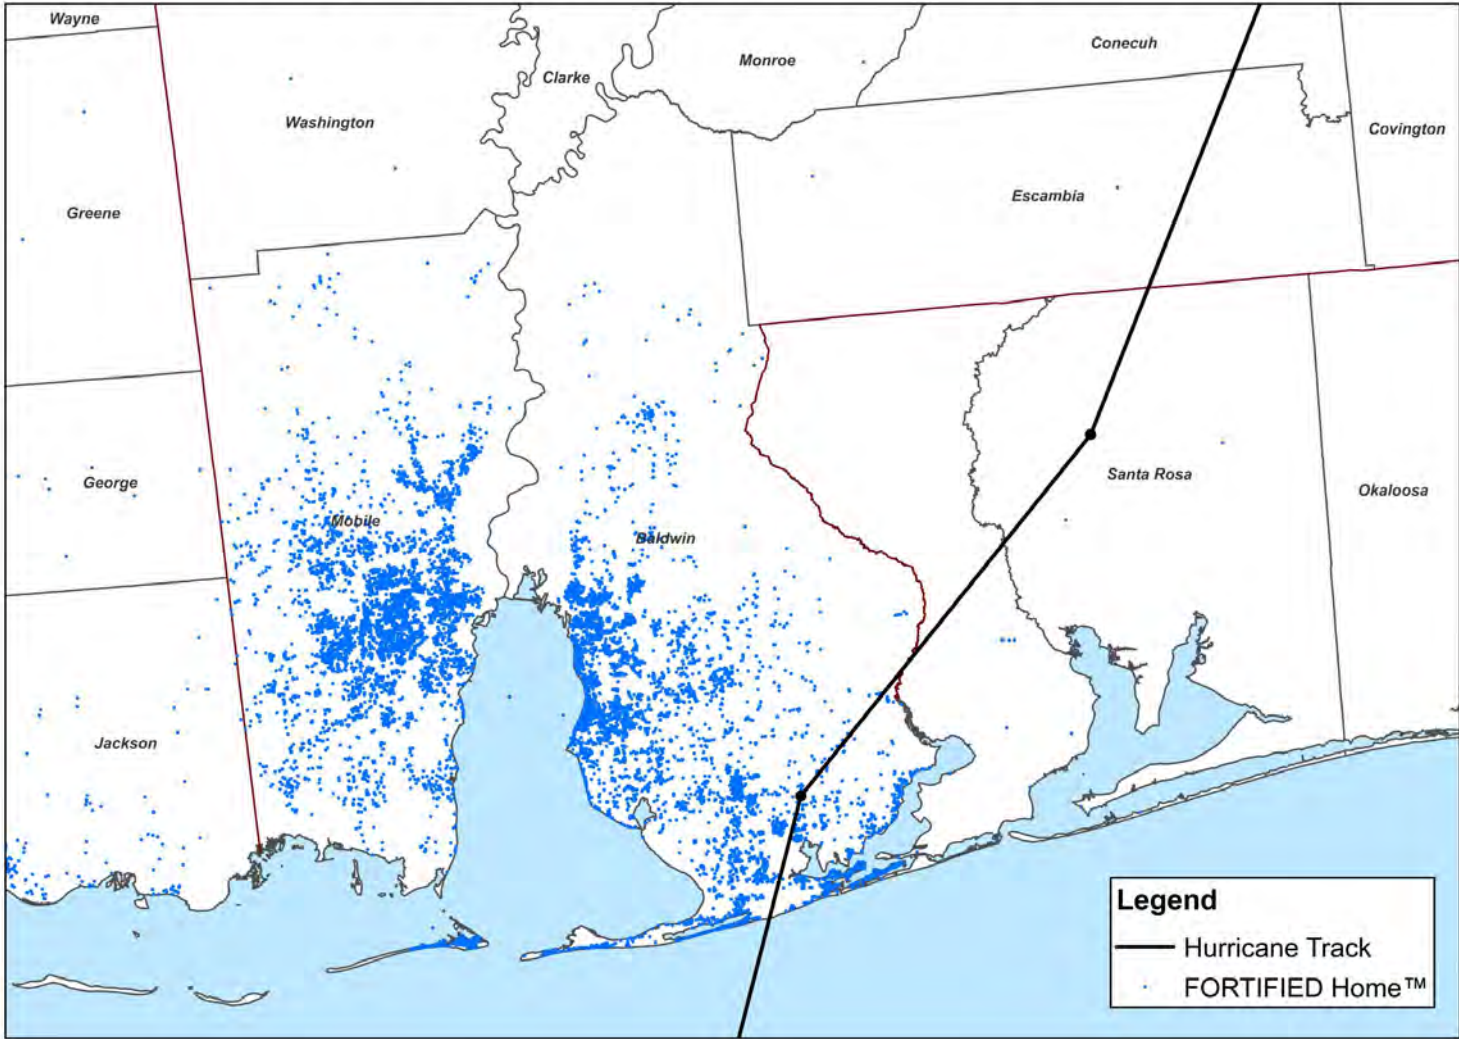 Wayne
Clarke
Monroe
Conecuh
Washington
Covington
Greene
Escambia
George
Mobile
Baldwin
Santa Rosa
Okaloosa
Jackson
Legend
Hurricane Track
FORTIFIED Home™